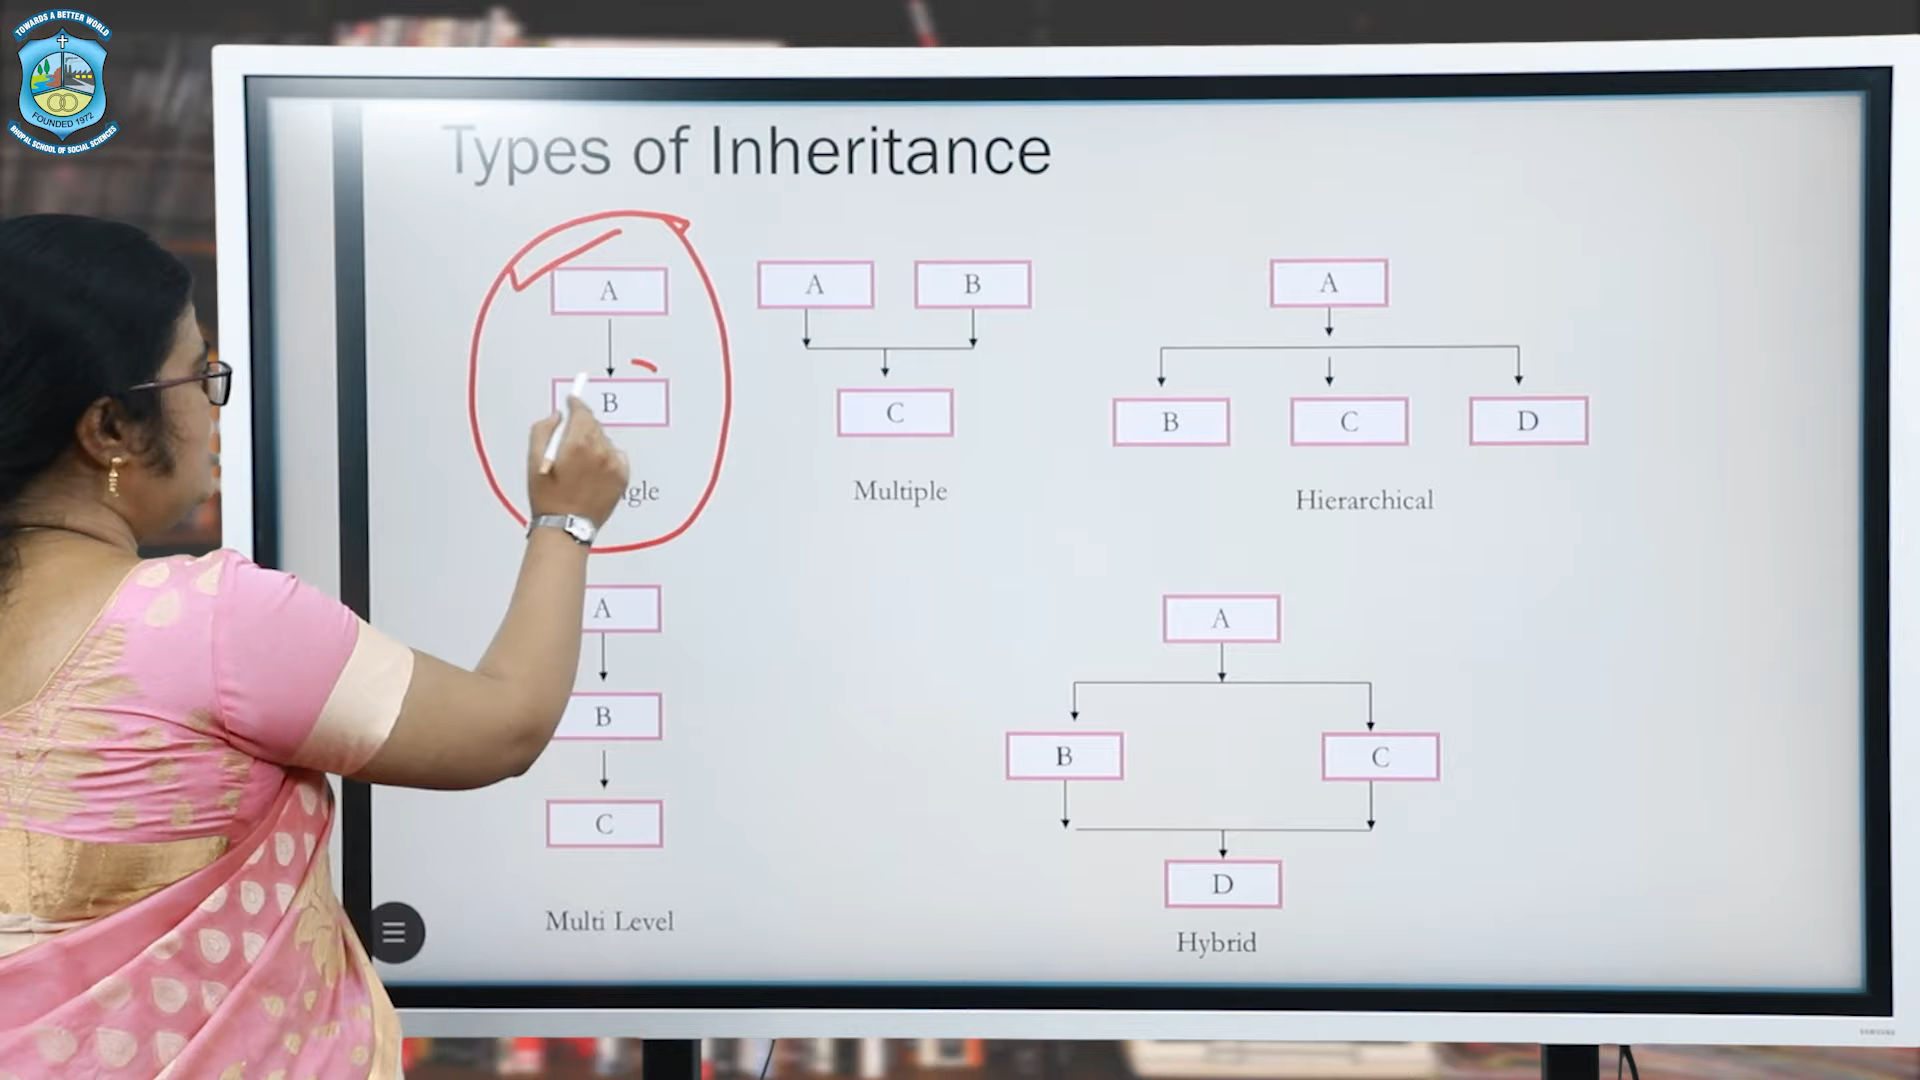 TOWARDS A BETTER WORLD
FOUNDED 1972
BHOPAL SCHOOL OF SOCIAL SCIENCES
Types of Inheritance
A
B
A
B
C
Multiple
A
B
C
D
Hierarchical
A
B
C
Multi Level
A
B
C
D
Hybrid
SAMSUNG